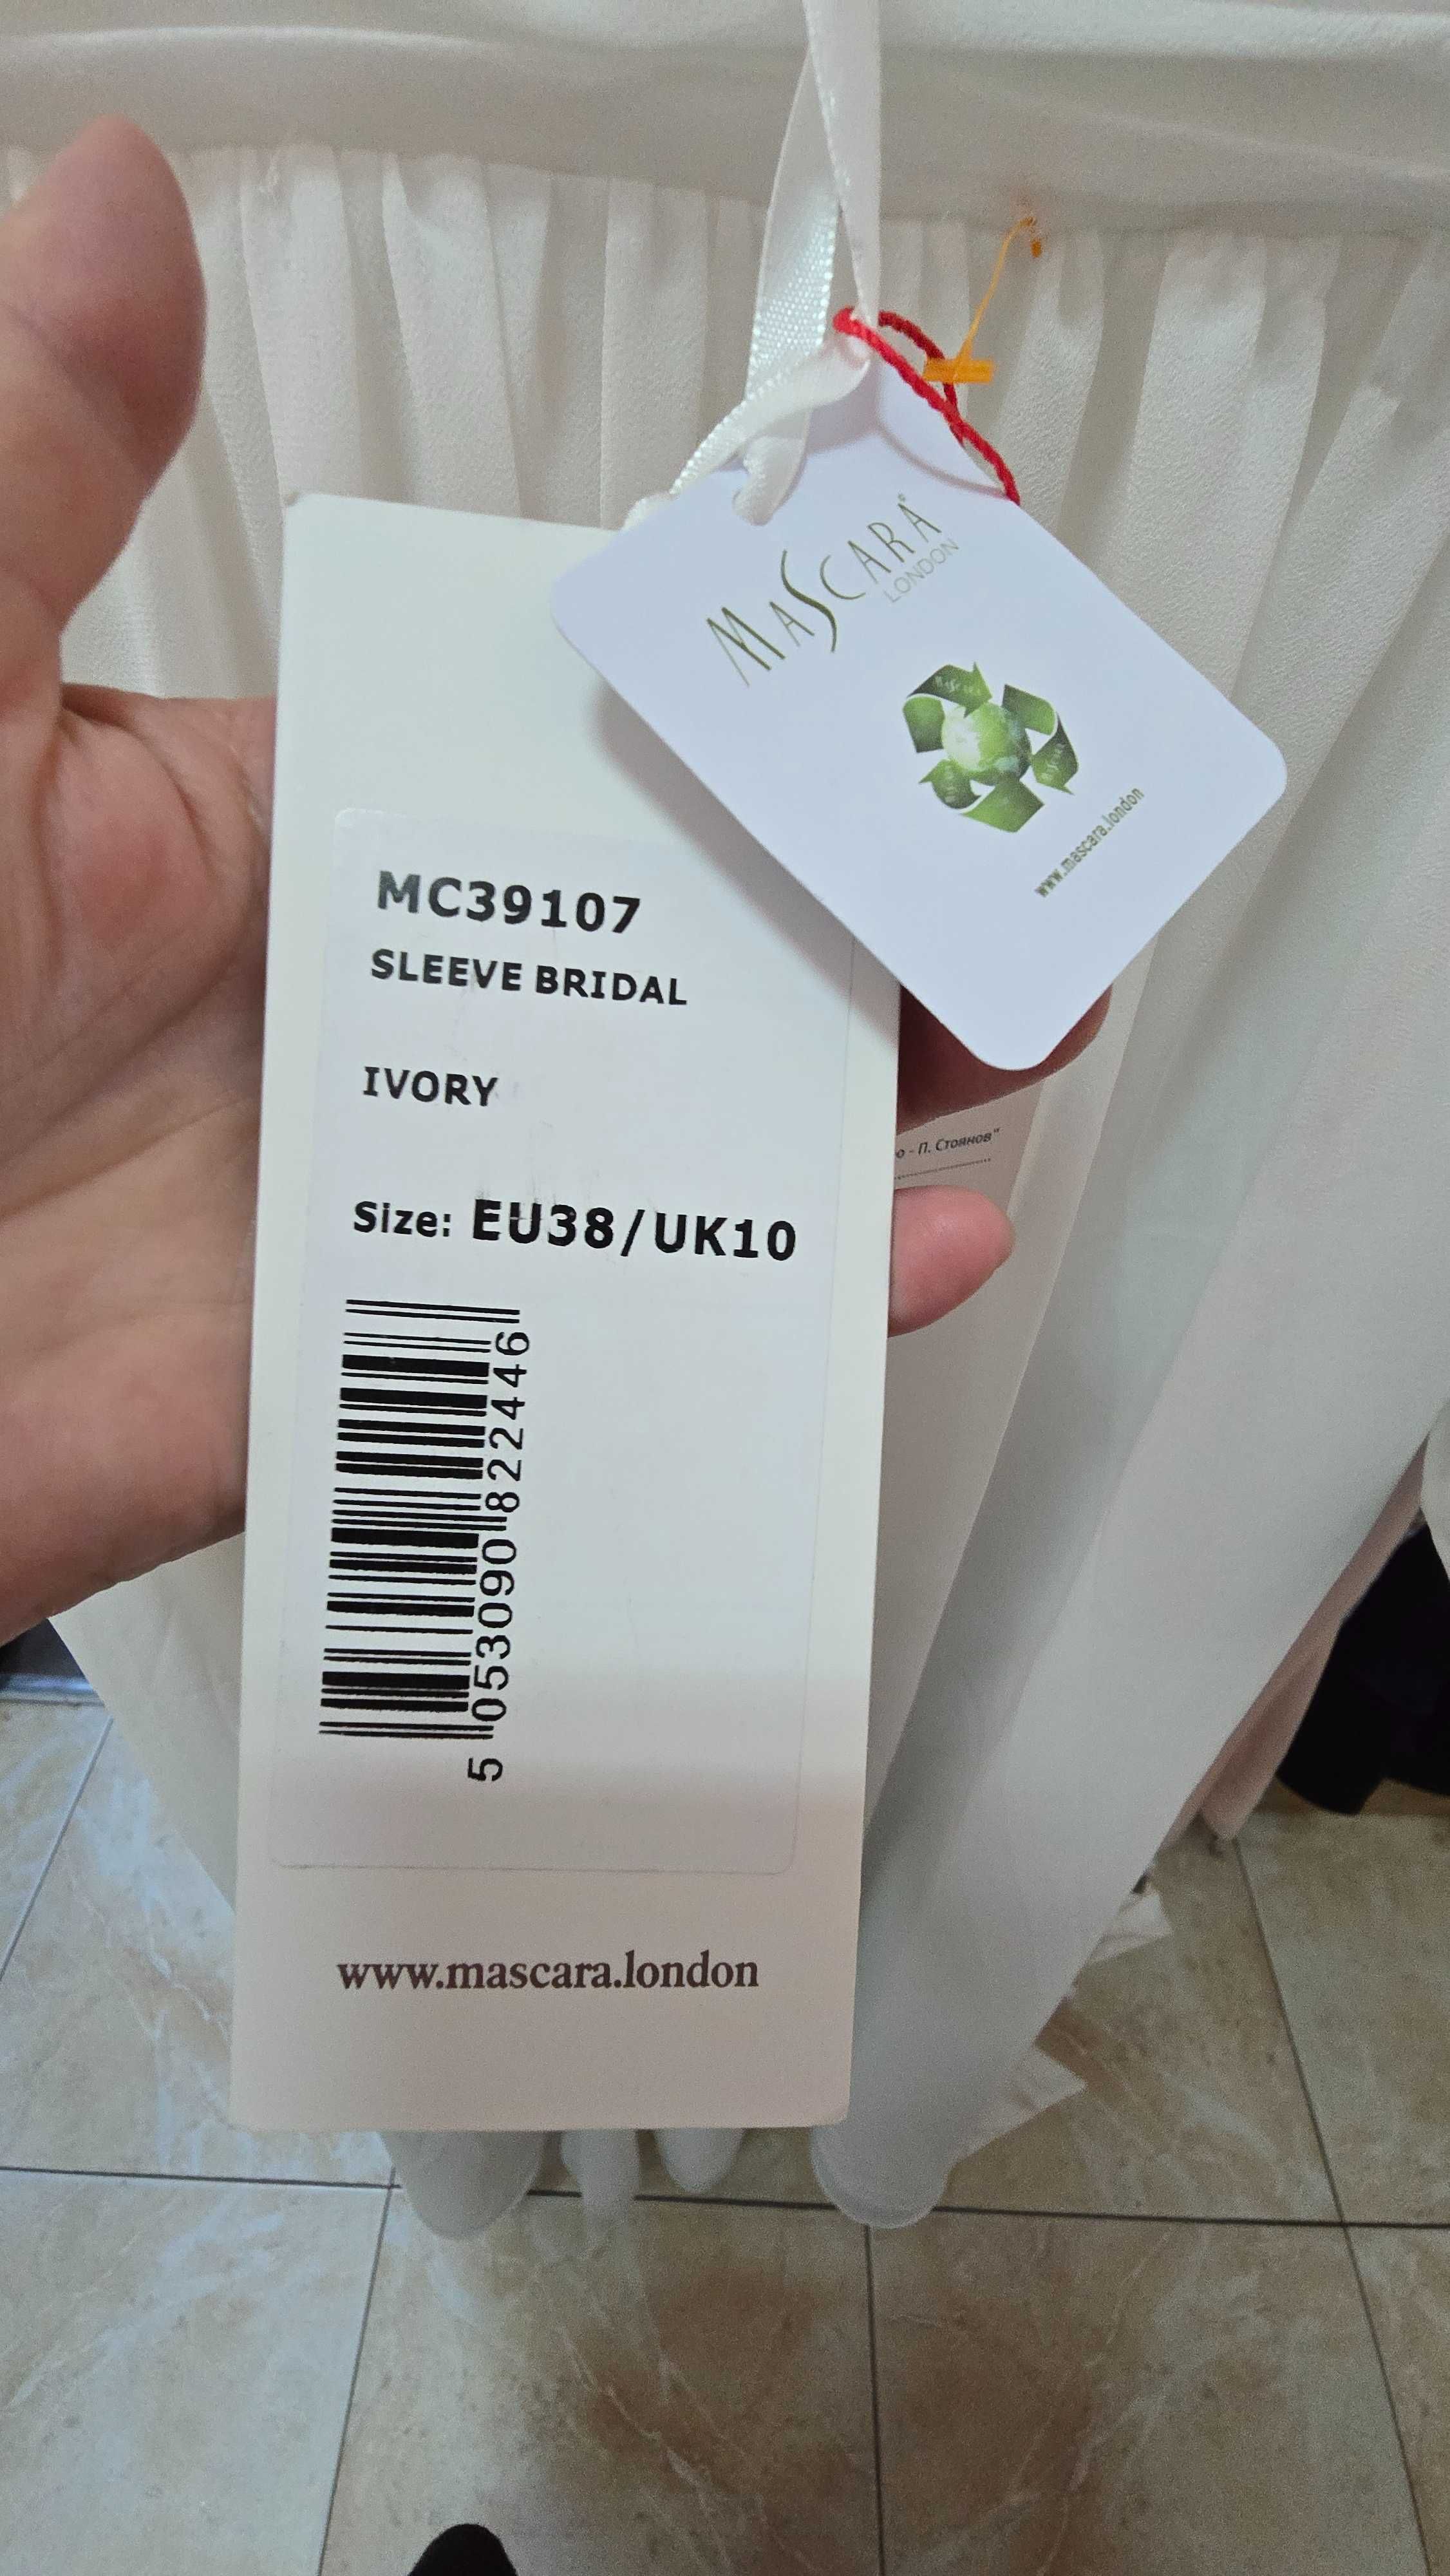 MASCARA
LONDON
www.mascara.london
MC39107
SLEEVE BRIDAL
IVORY
о - П. Стоянов"
Size: EU38/UK10
5 053090 822446
www.mascara.london